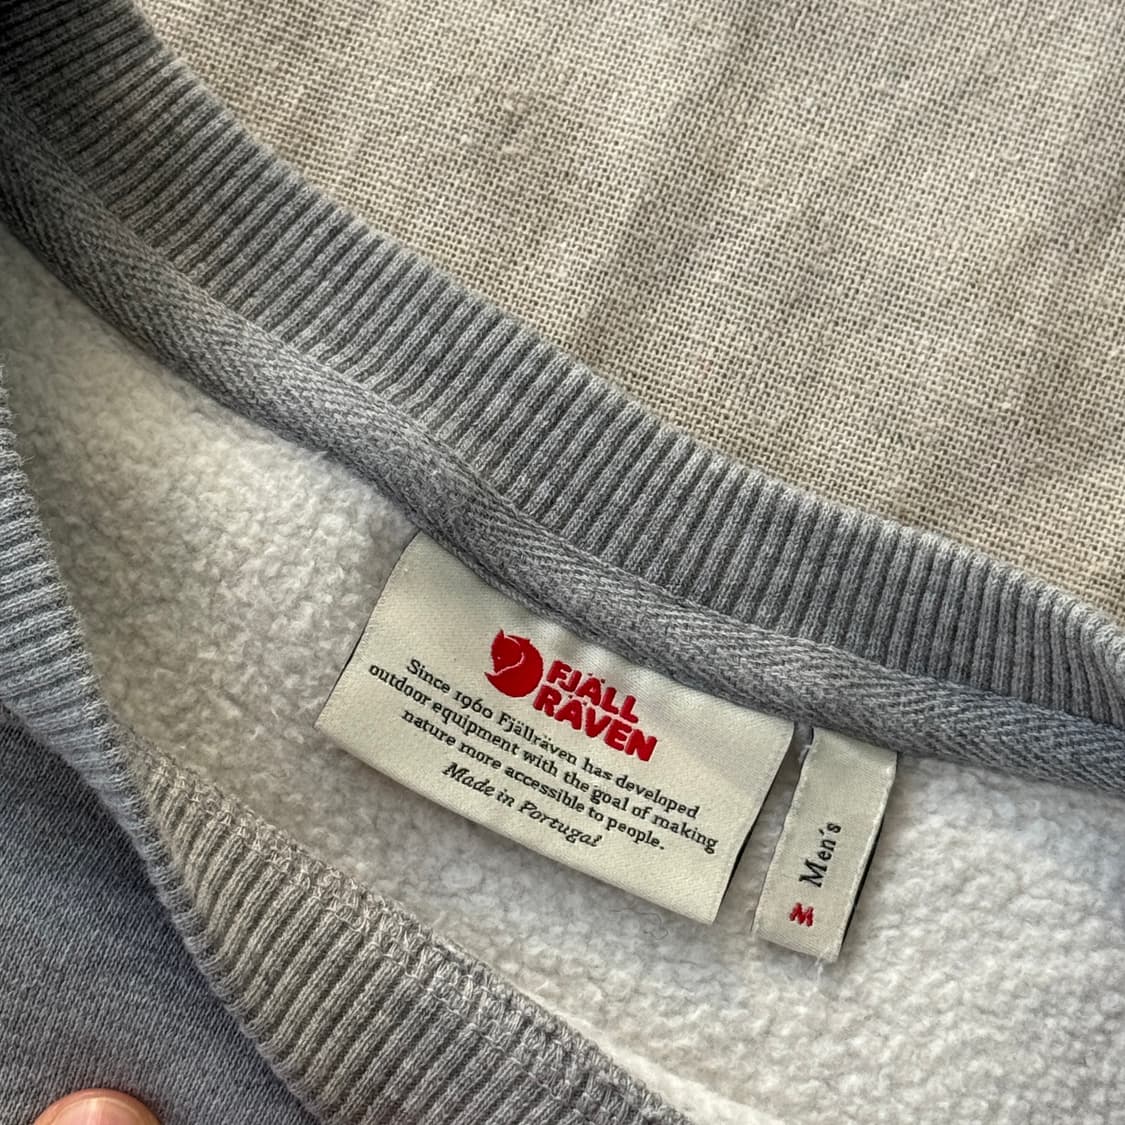 FJÄLL
RÄVEN
Since 1960 Fjällräven has developed
outdoor equipment with the goal of making
nature more accessible to people.
Made in Portugal
Men's
M